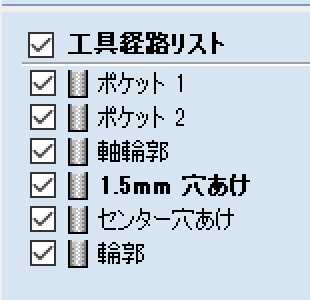 工具経路リスト
ポケット 1
ポケット 2
軸輪郭
1.5mm 穴あけ
センター穴あけ
輪郭